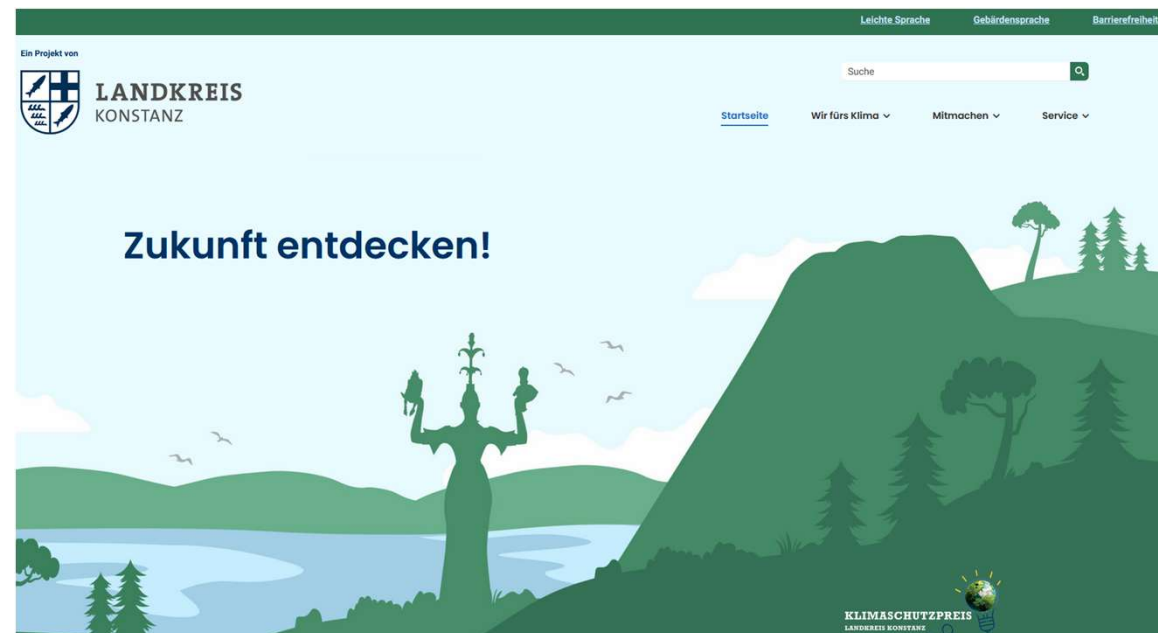 Leichte Sprache Gebärdensprache Barrierefreiheit
Ein Projekt von
LANDKREIS
KONSTANZ
Suche
Startseite Wir fürs Klima Mitmachen Service
Zukunft entdecken!
KLIMASCHUTZPREIS
LANDKREIS KONSTANZ